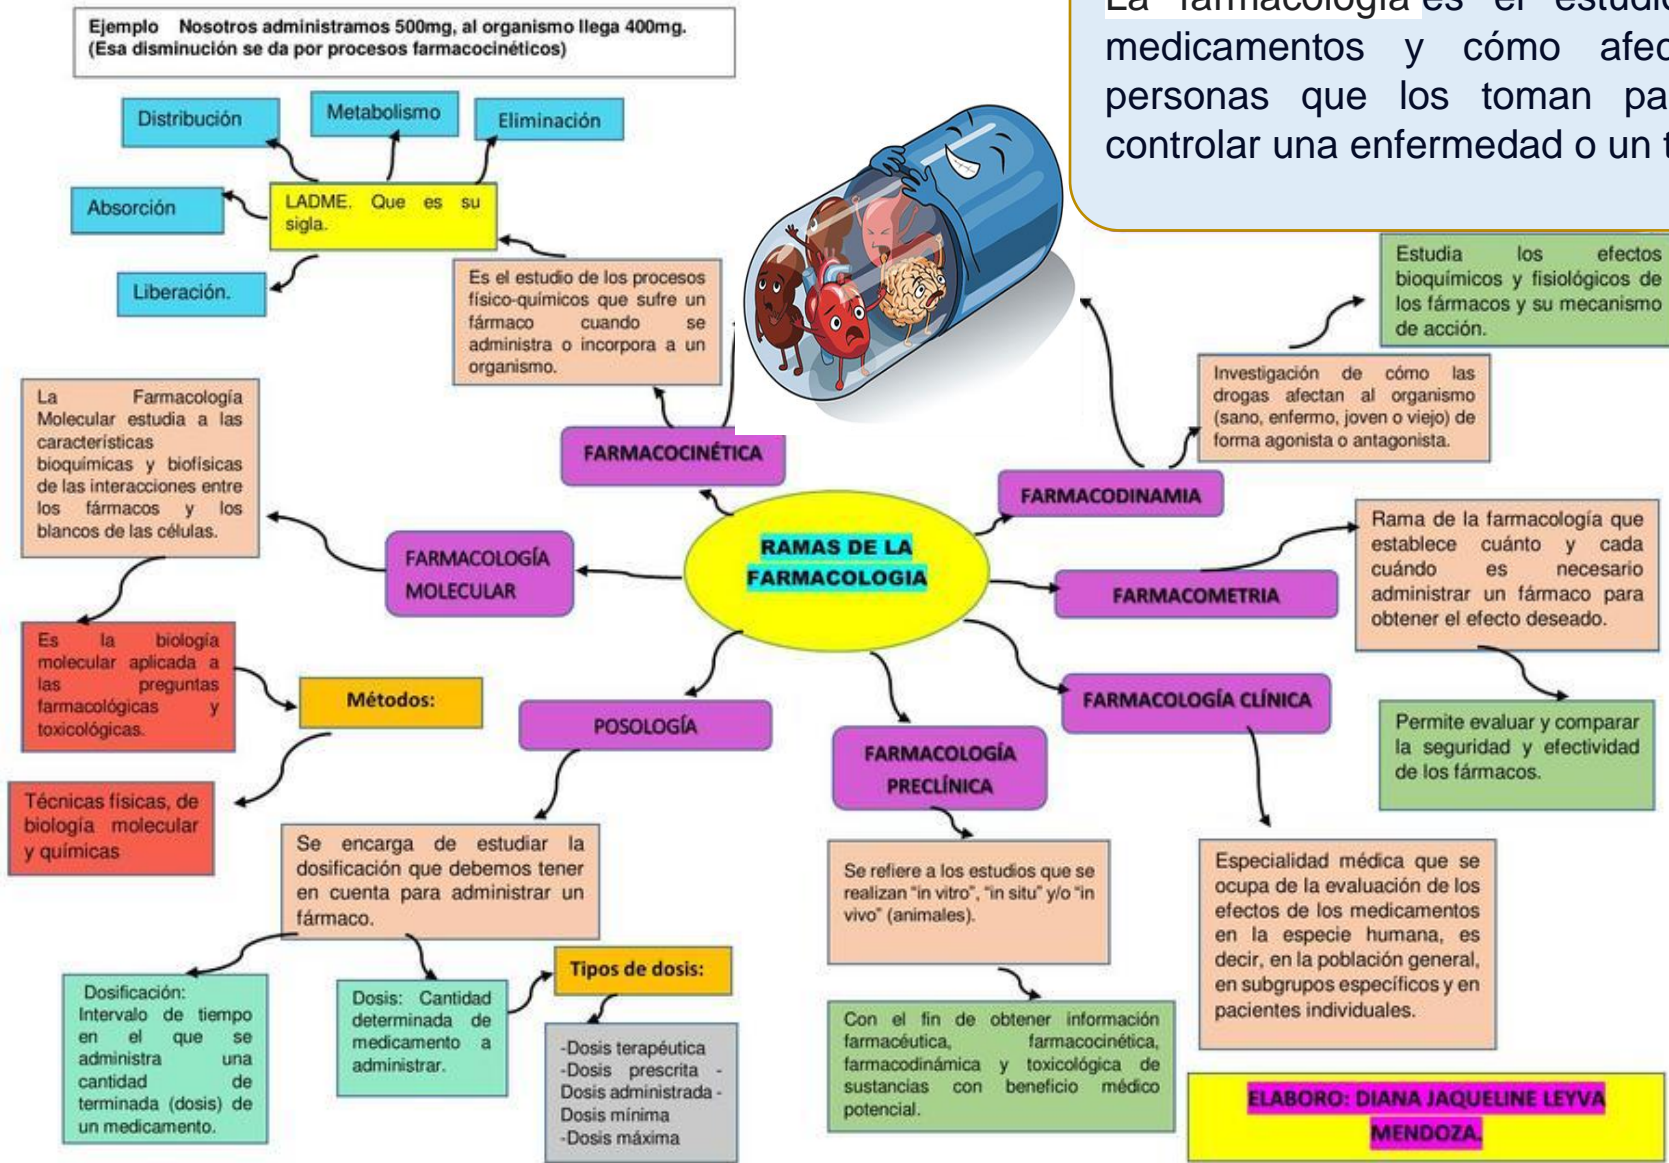 Ejemplo Nosotros administramos 500mg, al organismo llega 400mg.
(Esa disminución se da por procesos farmacocinéticos)
La farmacología es el estudio
medicamentos y cómo
personas que los toman
controlar una enfermedad o un
Distribución
Metabolismo
Eliminación
Absorción
LADME. Que es su
sigla.
Liberación.
Es el estudio de los procesos
físico-químicos que sufre un
fármaco cuando se
administra o incorpora a un
organismo.
Estudia los efectos
bioquímicos y fisiológicos de
los fármacos y su mecanismo
de acción.
Investigación de cómo las
drogas afectan al organismo
(sano, enfermo, joven o viejo) de
forma agonista o antagonista.
La Farmacología
Molecular estudia a las
características
bioquímicas y biofísicas
de las interacciones entre
los fármacos y los
blancos de las células.
FARMACOCINÉTICA
FARMACODINAMIA
RAMAS DE LA
FARMACOLOGIA
FARMACOLOGÍA
MOLECULAR
FARMACOMETRIA
Rama de la farmacología que
establece cuánto y cada
cuándo es necesario
administrar un fármaco para
obtener el efecto deseado.
Es la biología
molecular aplicada a
las preguntas
farmacológicas y
toxicológicas.
Métodos:
POSOLOGÍA
FARMACOLOGÍA
PRECLÍNICA
FARMACOLOGÍA CLÍNICA
Permite evaluar y comparar
la seguridad y efectividad
de los fármacos.
Técnicas físicas, de
biología molecular
y químicas
Se encarga de estudiar la
dosificación que debemos tener
en cuenta para administrar un
fármaco.
Se refiere a los estudios que se
realizan “in vitro”, “in situ” y/o “in
vivo” (animales).
Especialidad médica que se
ocupa de la evaluación de los
efectos de los medicamentos
en la especie humana, es
decir, en la población general,
en subgrupos específicos y en
pacientes individuales.
Dosificación:
Intervalo de tiempo
en el que se
administra una
cantidad de
terminada (dosis) de
un medicamento.
Dosis: Cantidad
determinada de
medicamento a
administrar.
Tipos de dosis:
-Dosis terapéutica
-Dosis prescrita -
Dosis administrada -
Dosis mínima
-Dosis máxima
Con el fin de obtener información
farmacéutica, farmacocinética,
farmacodinámica y toxicológica de
sustancias con beneficio médico
potencial.
ELABORO: DIANA JAQUELINE LEYVA
MENDOZA.